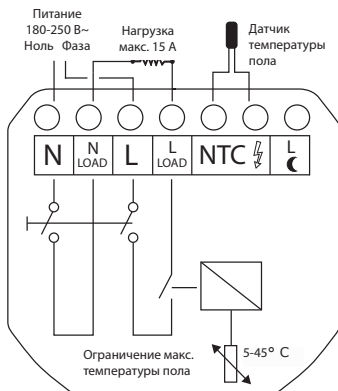 Питание
180-250 В~
Ноль Фаза
Нагрузка
макс. 15 А
Датчик
температуры
пола
N
N
LOAD
L
L
LOAD
NTC
L
5-45° C
Ограничение макс.
температуры пола